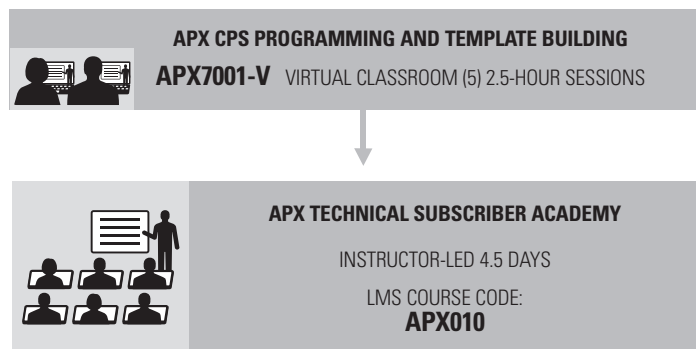 APX CPS PROGRAMMING AND TEMPLATE BUILDING
APX7001-V VIRTUAL CLASSROOM (5) 2.5-HOUR SESSIONS
APX TECHNICAL SUBSCRIBER ACADEMY
INSTRUCTOR-LED 4.5 DAYS
LMS COURSE CODE:
APX010